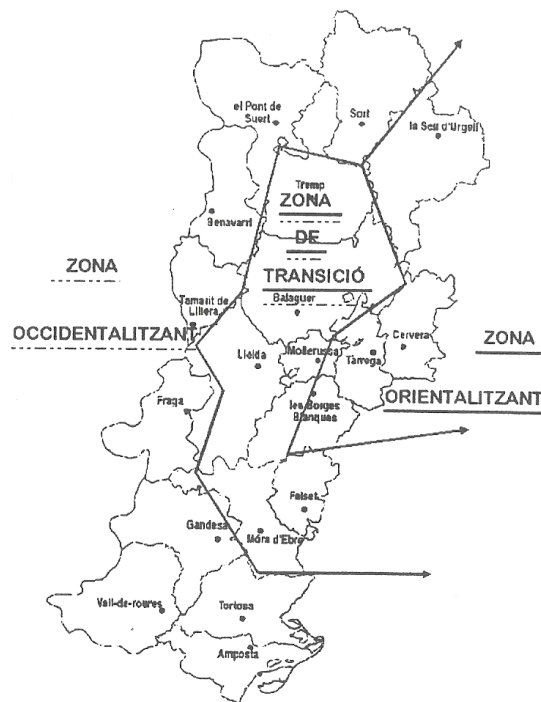 el Pont de
Suert
Sort
la Seu d'Urgell
Tremp
ZONA
Benavarri
DE
ZONA
TRANSICIÓ
Balaguer
Tamarit de
Llitera
OCCIDENTALITZANT
ZONA
Cervera
Mollerussa
Tàrrega
Lleida
ORIENTALITZANT
les Borges
Blanques
Fraga
Falset
Gandesa
Móra d'Ebre
Vall-de-roures
Tortosa
Amposta